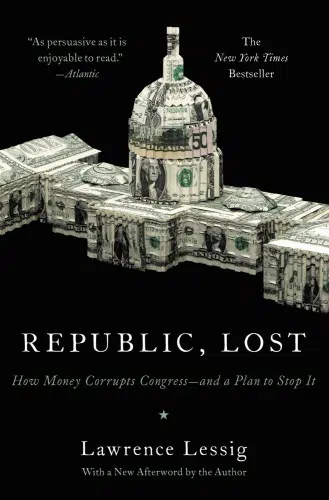 “As persuasive as it is
enjoyable to read.”
—Atlantic
The
New York Times
Bestseller
50
REPUBLIC, LOST
How Money Corrupts Congress—and a Plan to Stop It
Lawrence Lessig
With a New Afterword by the Author